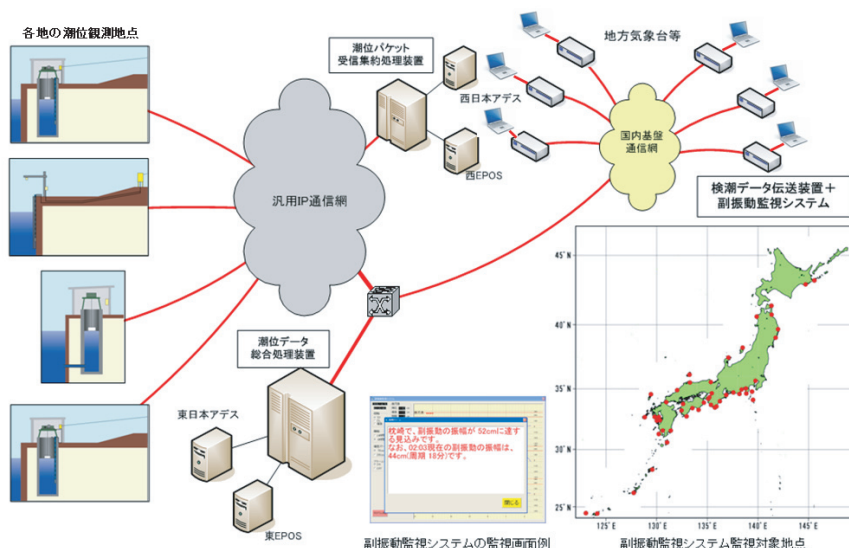 各地の潮位観測地点
潮位パケット
受信集約処理装置
地方気象台等
西日本アデス
西EPOS
国内基盤
通信網
汎用IP通信網
検潮データ伝送装置＋
副振動監視システム
潮位データ
総合処理装置
東日本アデス
東EPOS
枕崎で、副振動の振幅が 52cmに達す
る見込みです。
なお、02:03現在の副振動の振幅は、
44cm(周期 18分)です。
閉じる
副振動監視システムの監視画面例
45°N
40°N
35°N
30°N
25°N
125°E
130°E
135°E
140°E
145°E
副振動監視システム監視対象地点